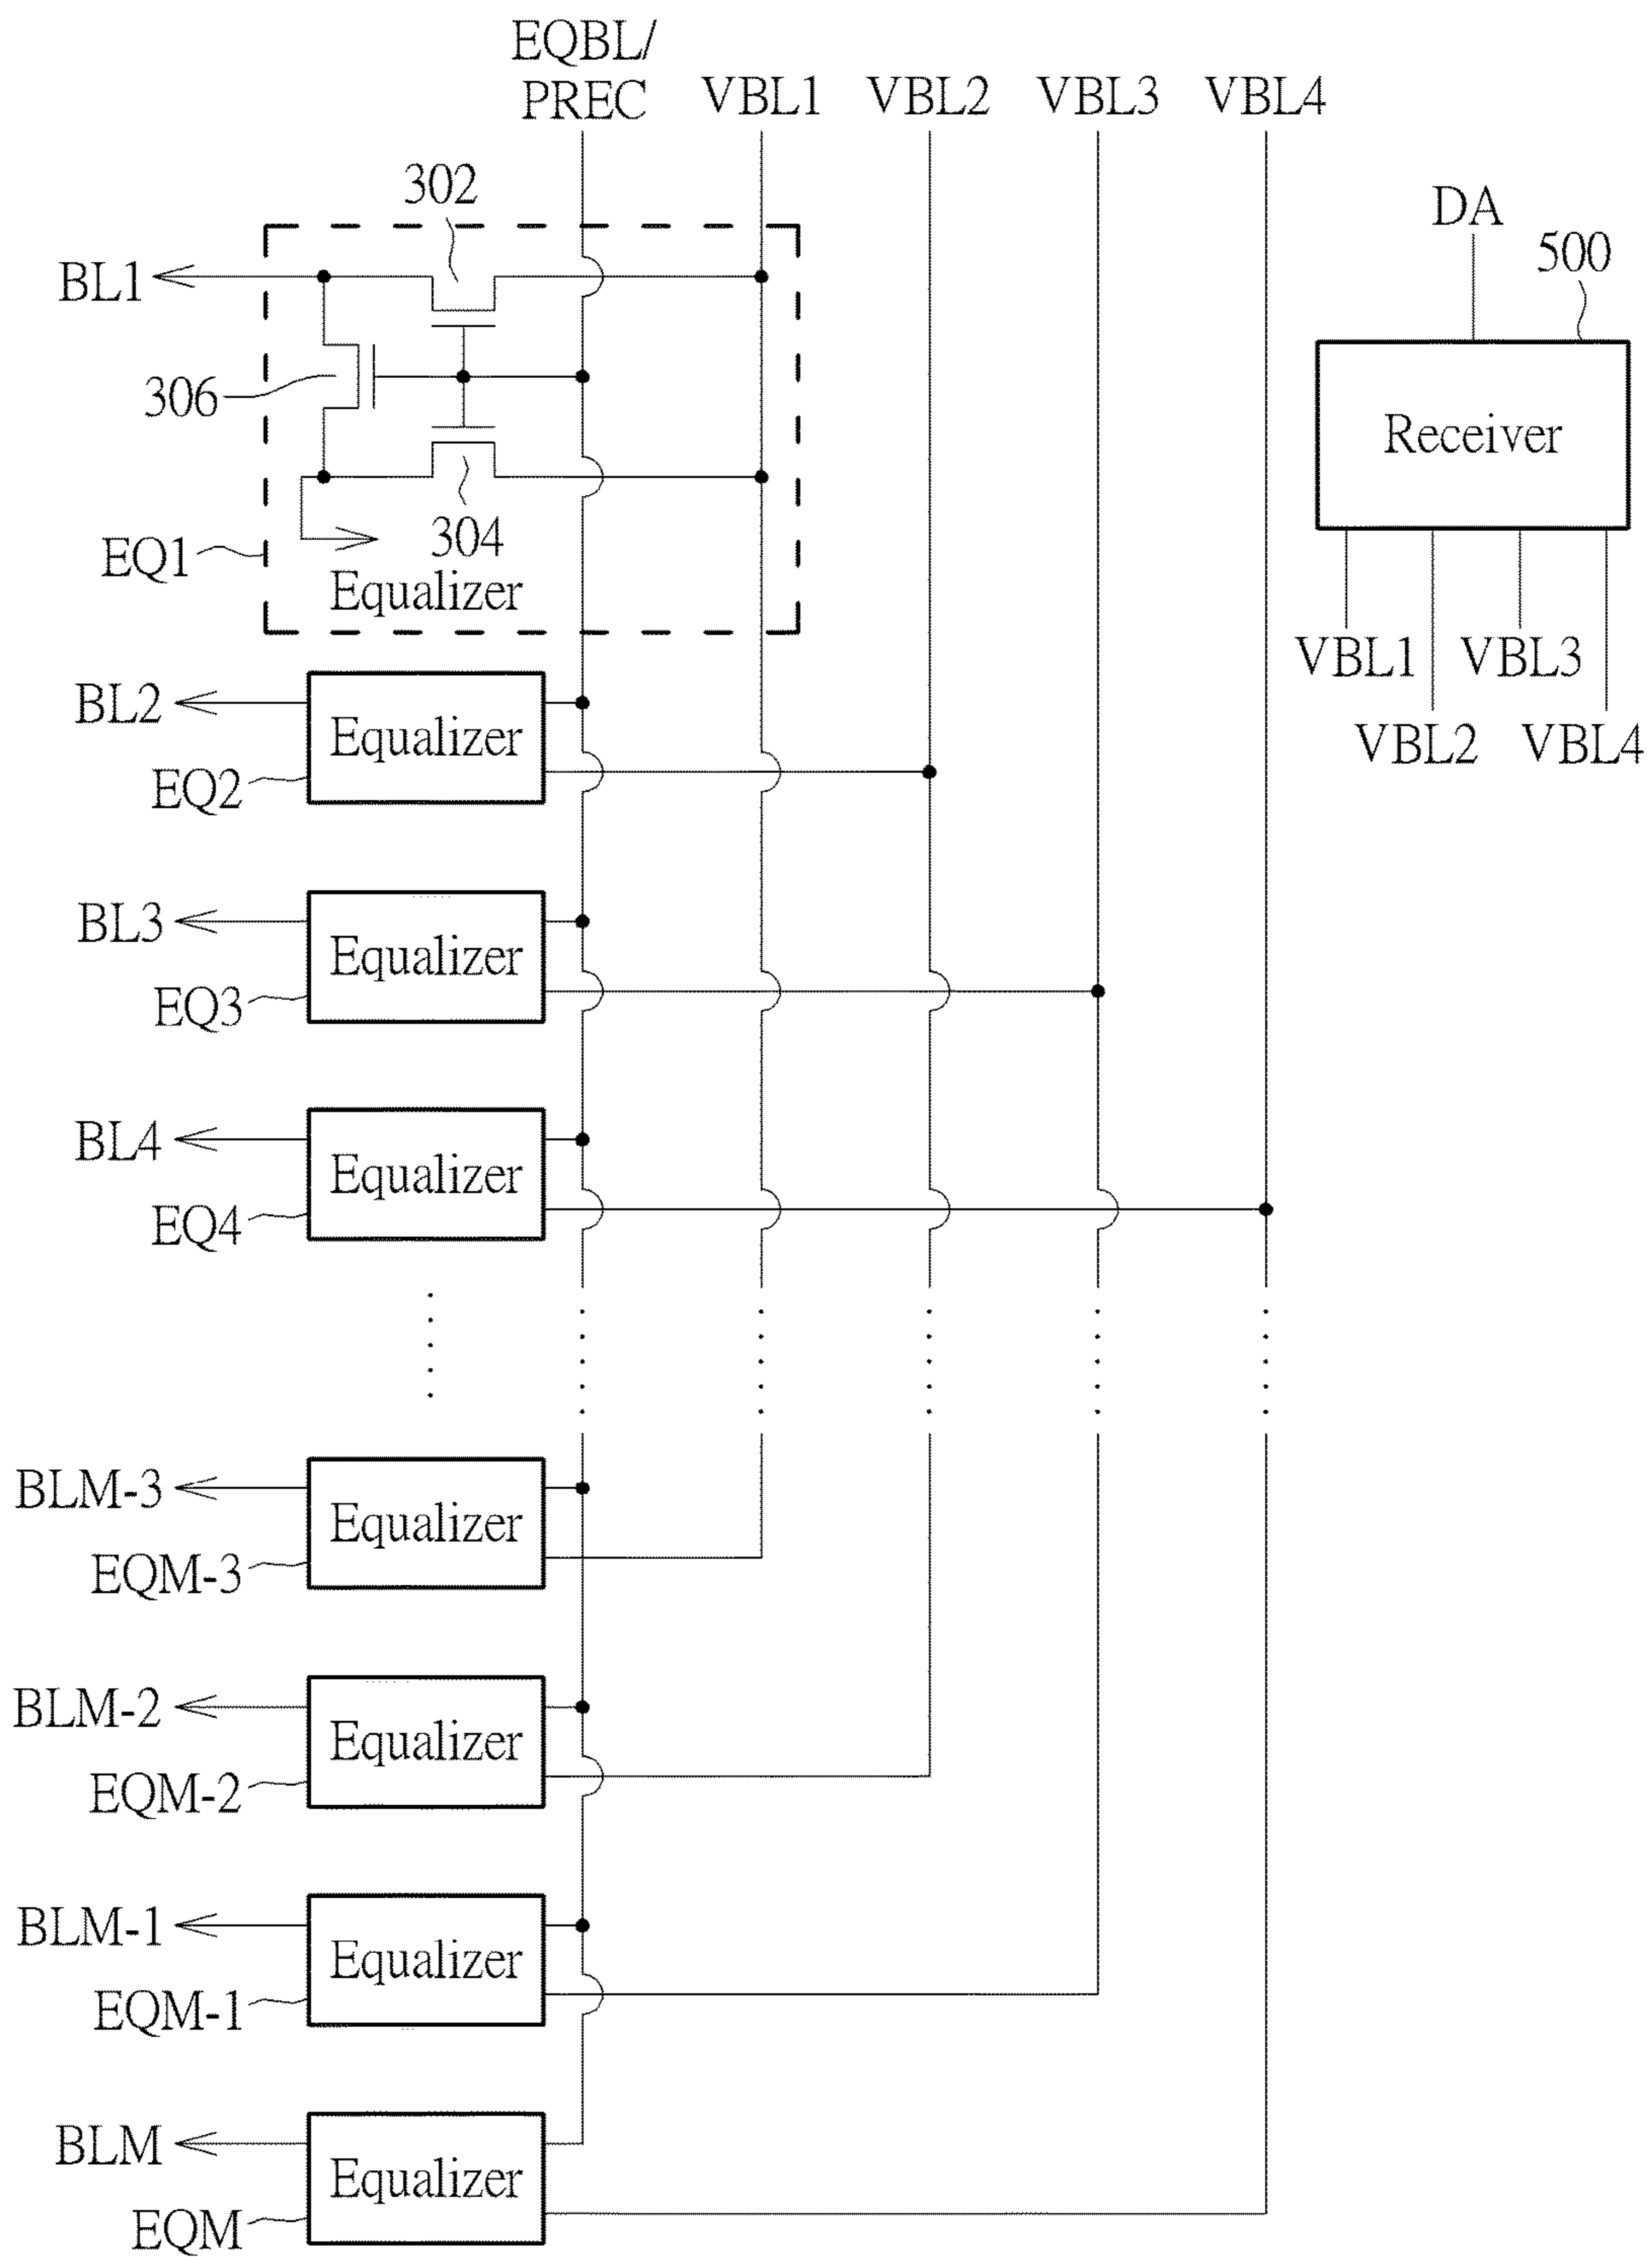 EQBL/
PREC
VBL1
VBL2
VBL3
VBL4
302
DA
500
BL1
306
Receiver
304
EQ1
Equalizer
VBL1
VBL3
VBL2
VBL4
BL2
Equalizer
EQ2
BL3
Equalizer
EQ3
BL4
Equalizer
EQ4
BLM-3
Equalizer
EQM-3
BLM-2
Equalizer
EQM-2
BLM-1
Equalizer
EQM-1
BLM
Equalizer
EQM